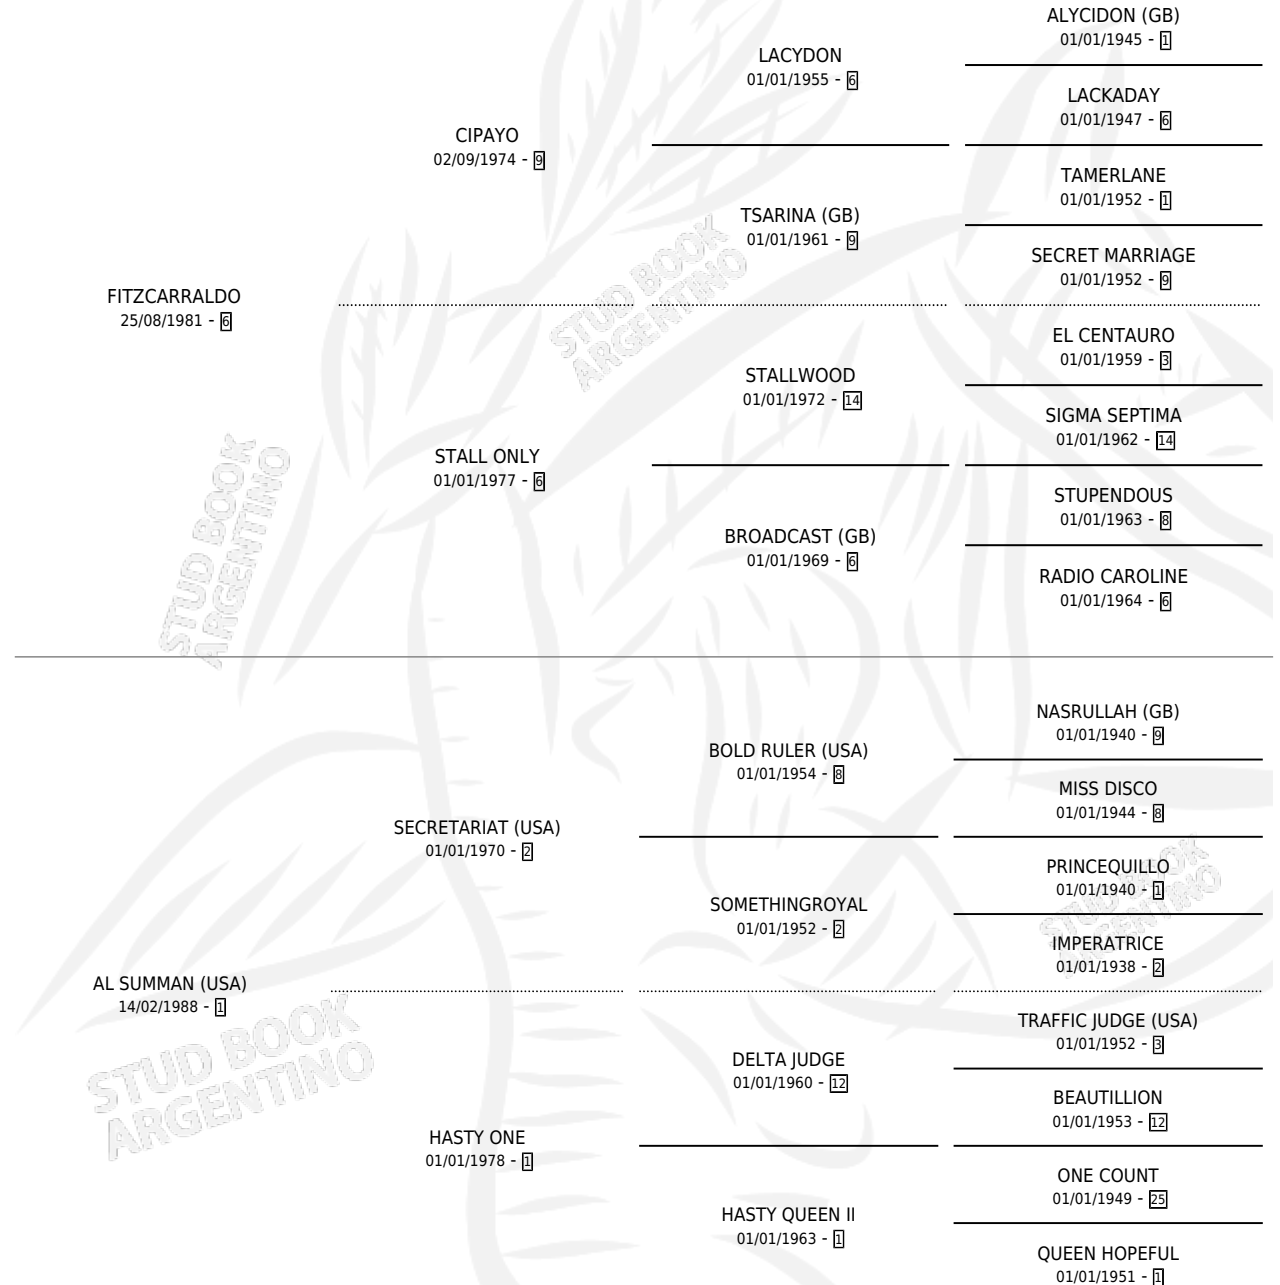 ALYCIDON (GB)
01/01/1945 - 1
LACYDON
01/01/1955 - 6
LACKADAY
01/01/1947 - 6
CIPAYO
02/09/1974 - 9
TAMERLANE
01/01/1952 - 1
TSARINA (GB)
01/01/1961 - 9
SECRET MARRIAGE
01/01/1952 - 9
FITZCARRALDO
25/08/1981 - 6
STUD BOOK
ARGENTINO
EL CENTAURO
01/01/1959 - 3
STALLWOOD
01/01/1972 - 14
SIGMA SEPTIMA
01/01/1962 - 14
STALL ONLY
01/01/1977 - 6
STUPENDOUS
01/01/1963 - 8
BROADCAST (GB)
01/01/1969 - 6
RADIO CAROLINE
01/01/1964 - 6
STUD BOOK
ARGENTINO
NASRULLAH (GB)
01/01/1940 - 9
BOLD RULER (USA)
01/01/1954 - 8
MISS DISCO
01/01/1944 - 8
SECRETARIAT (USA)
01/01/1970 - 2
PRINCEQUILLO
01/01/1940 - 1
SOMETHINGROYAL
01/01/1952 - 2
STUD BOOK
ARGENTINO
IMPERATRICE
01/01/1938 - 2
AL SUMMAN (USA)
14/02/1988 - 1
TRAFFIC JUDGE (USA)
01/01/1952 - 3
STUD BOOK
ARGENTINO
DELTA JUDGE
01/01/1960 - 12
BEAUTILLION
01/01/1953 - 12
HASTY ONE
01/01/1978 - 1
ONE COUNT
01/01/1949 - 25
HASTY QUEEN II
01/01/1963 - 1
QUEEN HOPEFUL
01/01/1951 - 1